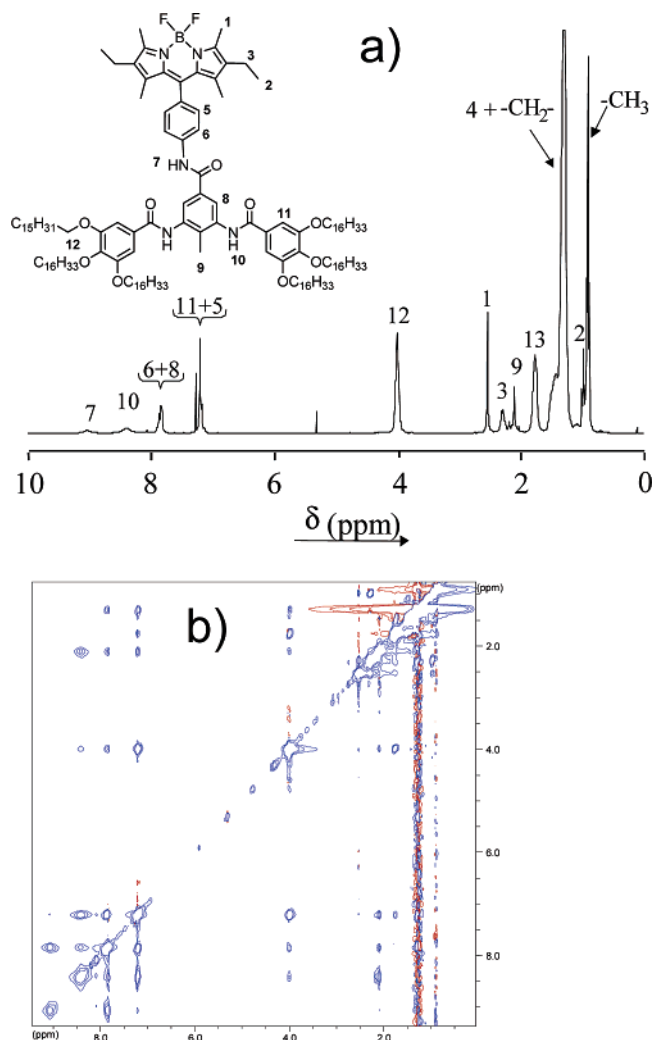 F F
B
N N
1
3
2
5
6
7
NH
O
8
O O
N N
H H
9 10
11
C₁₅H₃₁
O
12
C₁₆H₃₃O
OC₁₆H₃₃
OC₁₆H₃₃
OC₁₆H₃₃
OC₁₆H₃₃
a)
4 + -CH₂-
-CH₃
7
10
6+8
11+5
12
1
3
9
13
2
10 8 6 4 2 0
δ (ppm)
b)
(ppm)
2.0
4.0
6.0
8.0
(ppm) 8.0 6.0 4.0 2.0